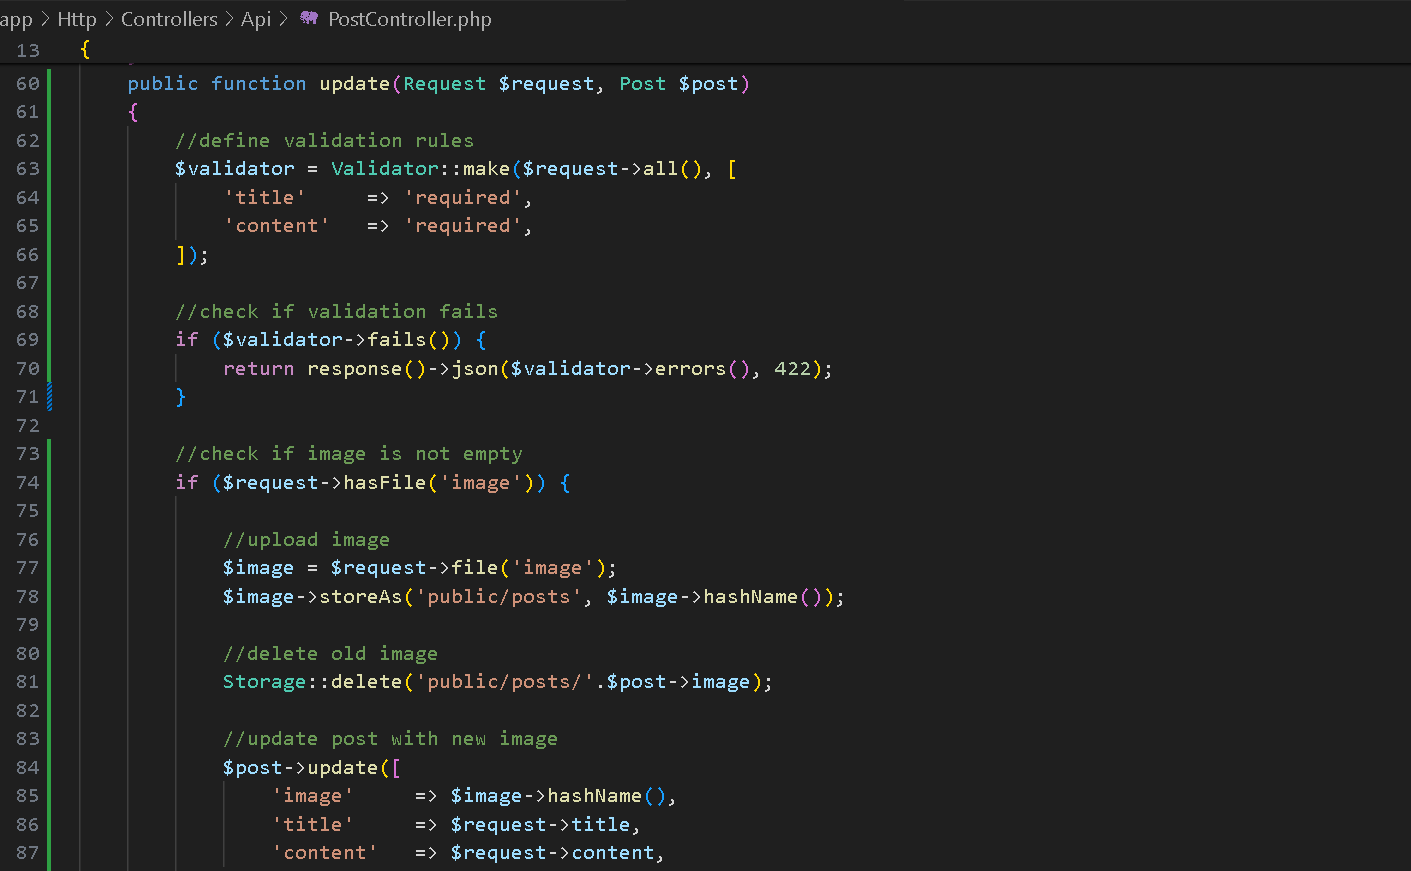 app > Http > Controllers > Api > PostController.php
13 {
60 public function update(Request $request, Post $post)
61 {
62 //define validation rules
63 $validator = Validator::make($request->all(), [
64 'title' => 'required',
65 'content' => 'required',
66 ]);
67
68 //check if validation fails
69 if ($validator->fails()) {
70 return response()->json($validator->errors(), 422);
71 }
72
73 //check if image is not empty
74 if ($request->hasFile('image')) {
75
76 //upload image
77 $image = $request->file('image');
78 $image->storeAs('public/posts', $image->hashName());
79
80 //delete old image
81 Storage::delete('public/posts/'.$post->image);
82
83 //update post with new image
84 $post->update([
85 'image' => $image->hashName(),
86 'title' => $request->title,
87 'content' => $request->content,